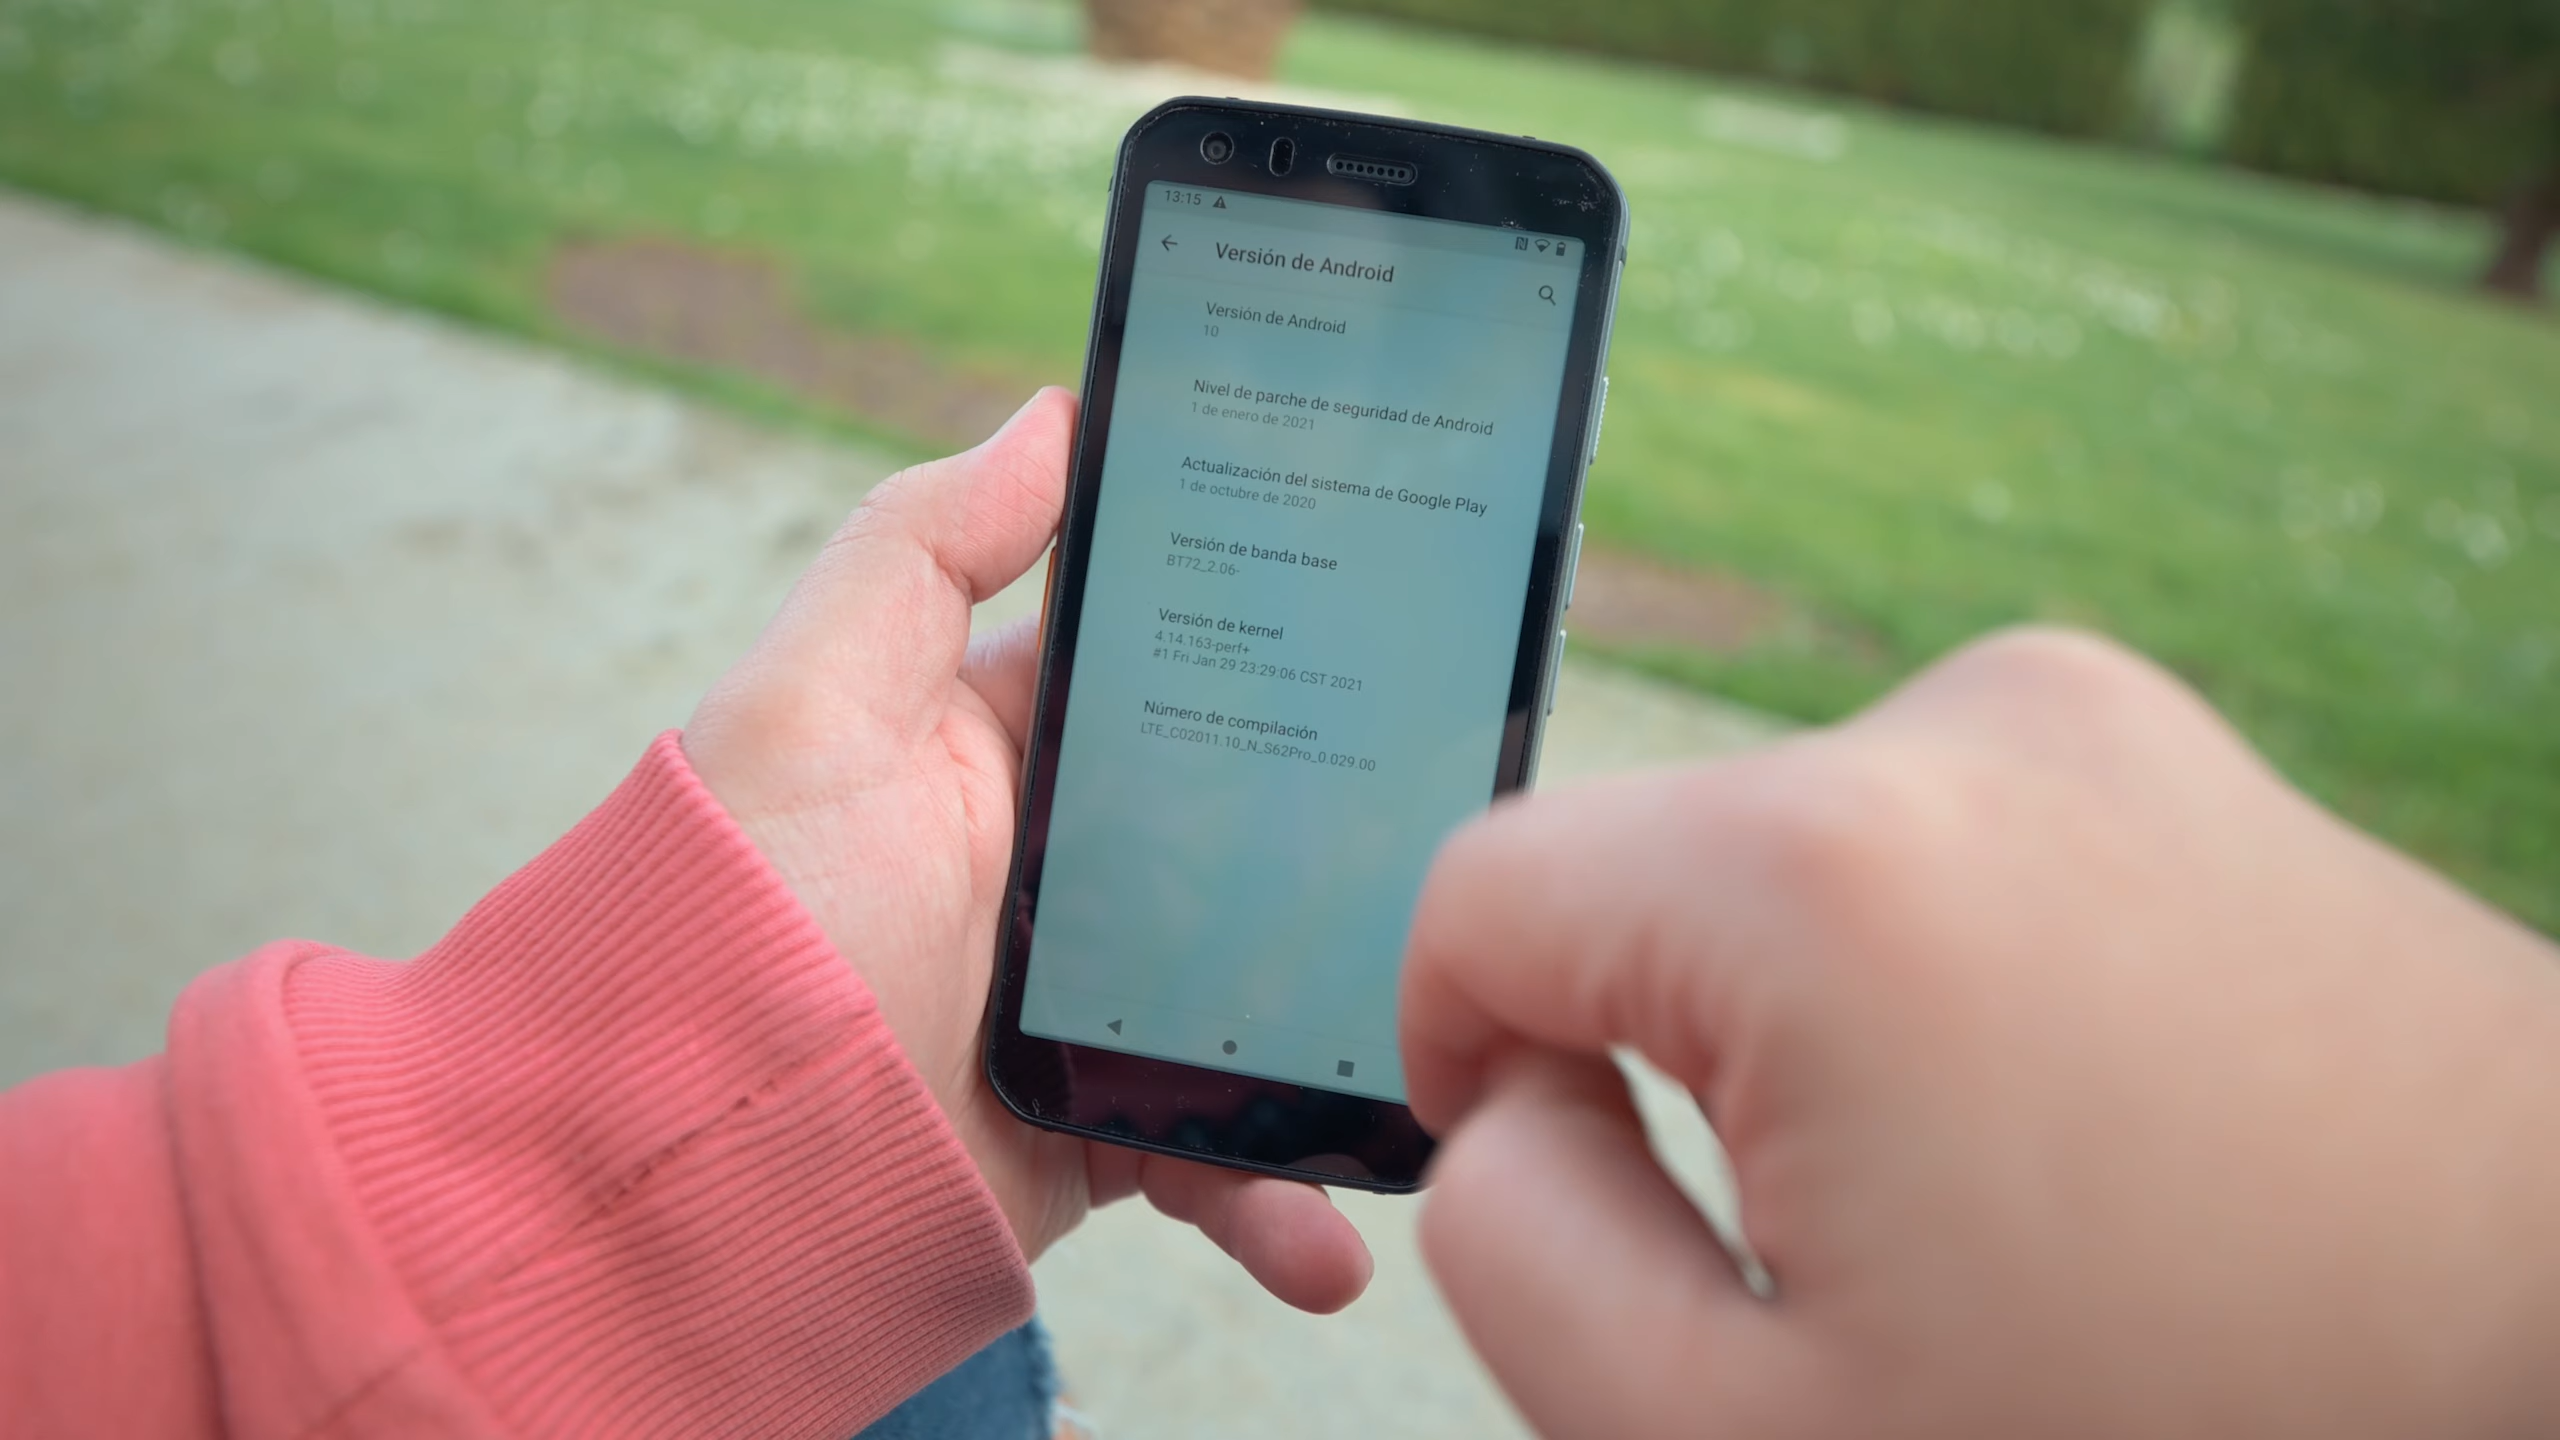 13:15
Versión de Android
Versión de Android
10
Nivel de parche de seguridad de Android
1 de enero de 2021
Actualización del sistema de Google Play
1 de octubre de 2020
Versión de banda base
BT72_2.06-
Versión de kernel
4.14.163-perf+
#1 Fri Jan 29 23:29:06 CST 2021
Número de compilación
LTE_C02011.10_N_S62Pro_0.029.00